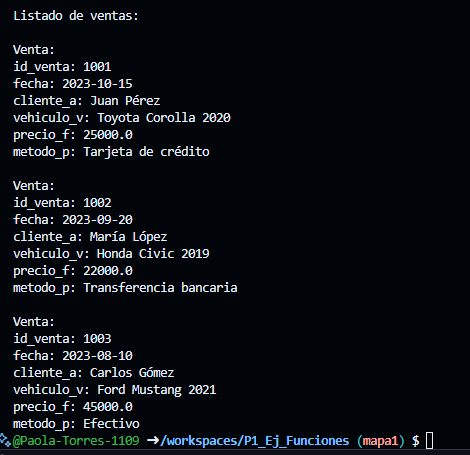 Listado de ventas:
Venta:
id_venta: 1001
fecha: 2023-10-15
cliente_a: Juan Pérez
vehiculo_v: Toyota Corolla 2020
precio_f: 25000.0
metodo_p: Tarjeta de crédito
Venta:
id_venta: 1002
fecha: 2023-09-20
cliente_a: María López
vehiculo_v: Honda Civic 2019
precio_f: 22000.0
metodo_p: Transferencia bancaria
Venta:
id_venta: 1003
fecha: 2023-08-10
cliente_a: Carlos Gómez
vehiculo_v: Ford Mustang 2021
precio_f: 45000.0
metodo_p: Efectivo
@Paola-Torres-1109 ➜/workspaces/P1_Ej_Funciones (mapa1) $